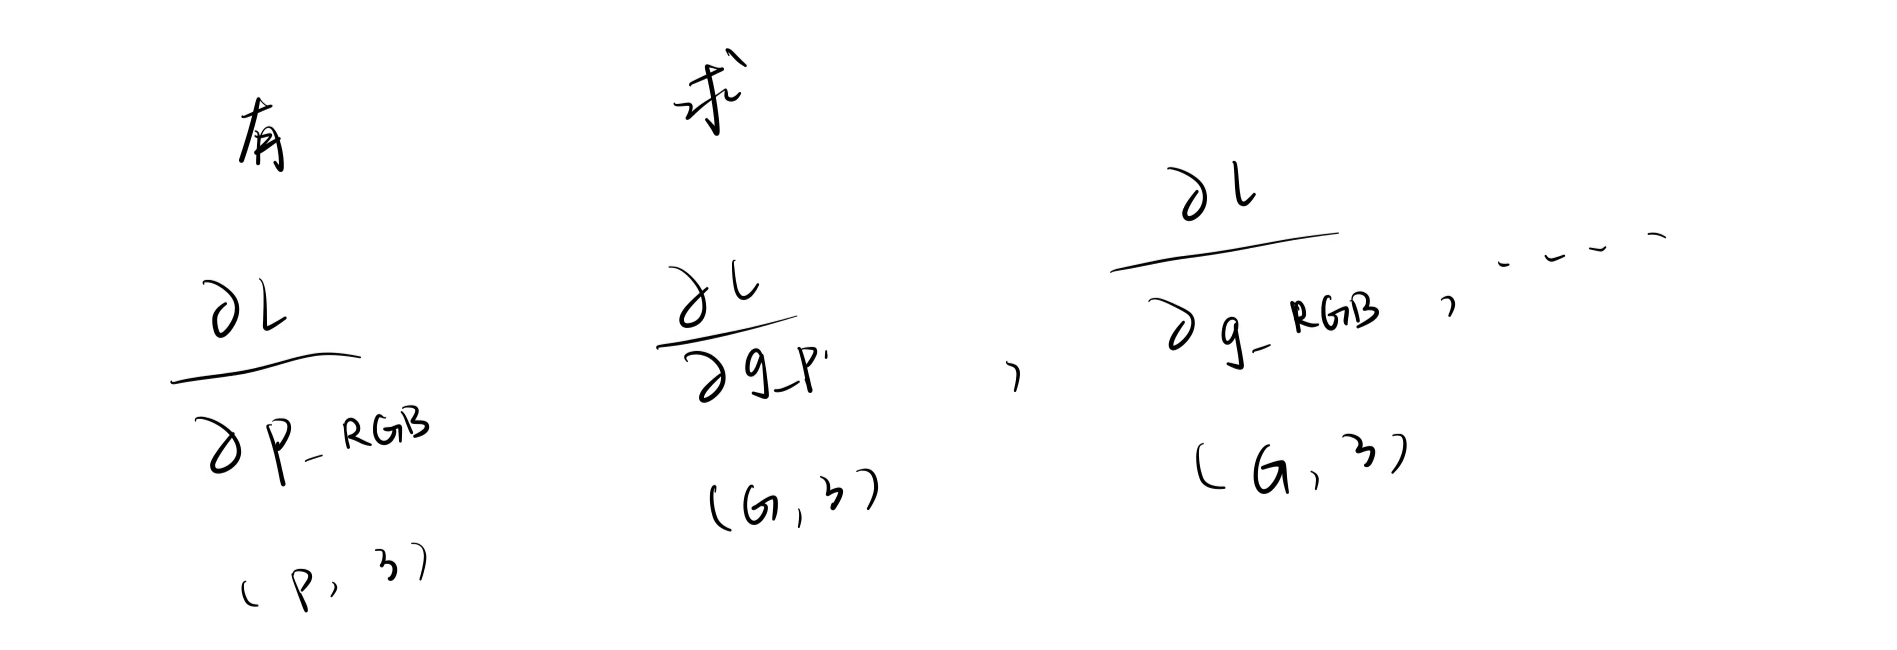 有 求
∂L ∂L ∂L
∂p_RGB ∂g_p , ∂g_RGB , ....
(P, 3) (G, 3) (G, 3)